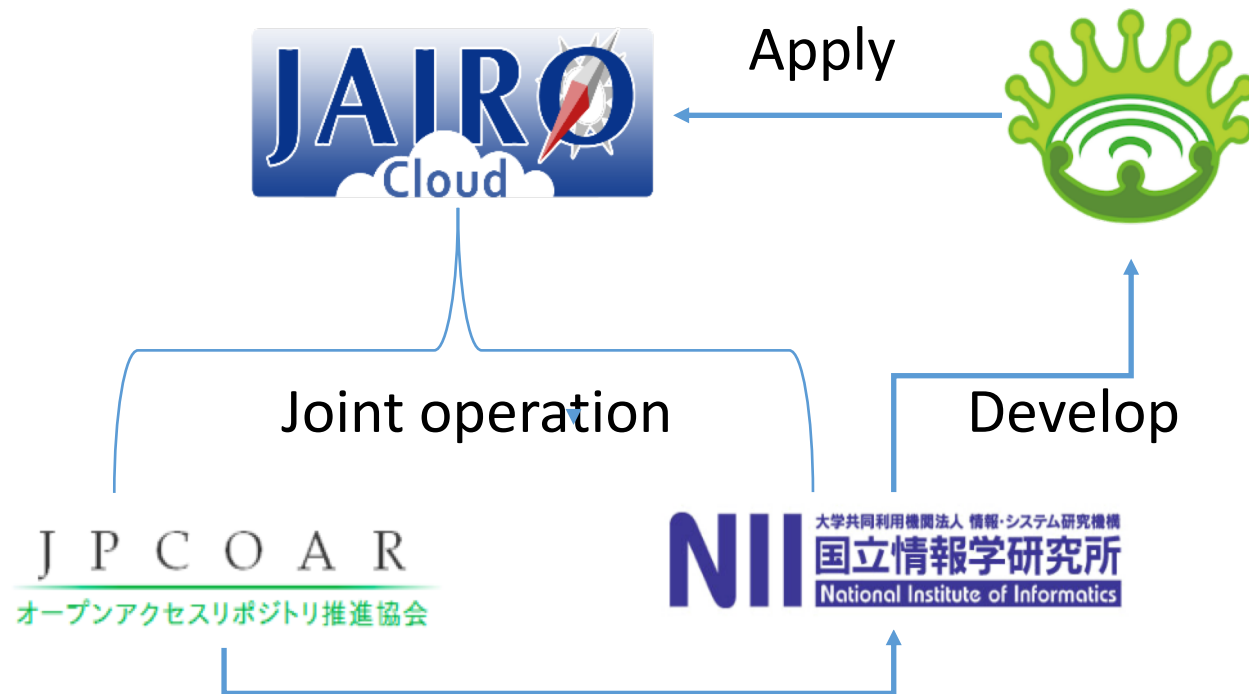 JAIRO
Cloud
Apply
Joint operation
Develop
JPCOAR
オープンアクセスリポジトリ推進協会
NII
大学共同利用機関法人 情報・システム研究機構
国立情報学研究所
National Institute of Informatics